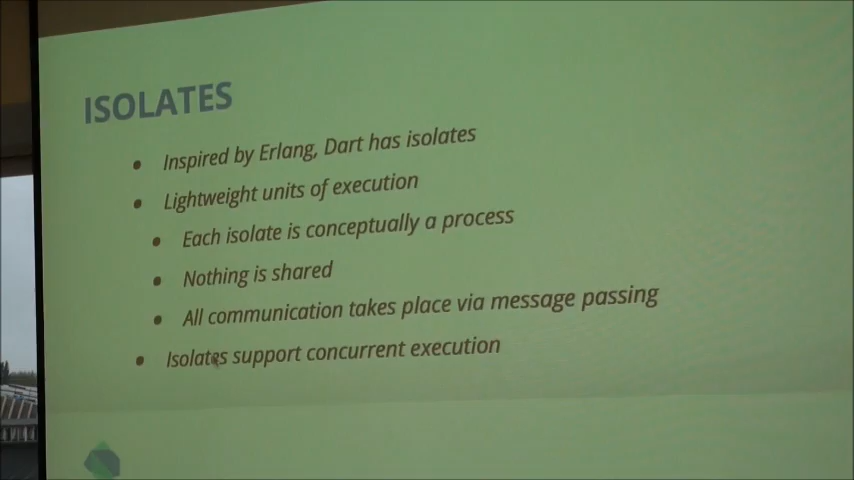 ISOLATES
Inspired by Erlang, Dart has isolates
Lightweight units of execution
Each isolate is conceptually a process
Nothing is shared
All communication takes place via message passing
Isolates support concurrent execution